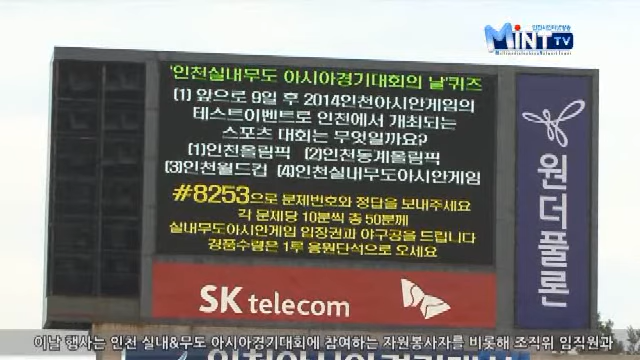 인천시인터넷방송
MiNT TV
'인천실내무도 아시아경기대회의 날'퀴즈
(1) 앞으로 9일 후 2014인천아시안게임의
테스트이벤트로 인천에서 개최되는
스포츠 대회는 무엇일까요?
(1)인천올림픽 (2)인천동계올림픽
(3)인천월드컵 (4)인천실내무도아시안게임
#8253으로 문제번호와 정답을 보내주세요
각 문제당 10분씩 총 50분께
실내무도아시안게임 입장권과 야구공을 드립니다
경품수령은 1루 응원단석으로 오세요
원더풀론
SK telecom
이날 행사는 인천 실내&무도 아시아경기대회에 참여하는 자원봉사자를 비롯해 조직위 임직원과